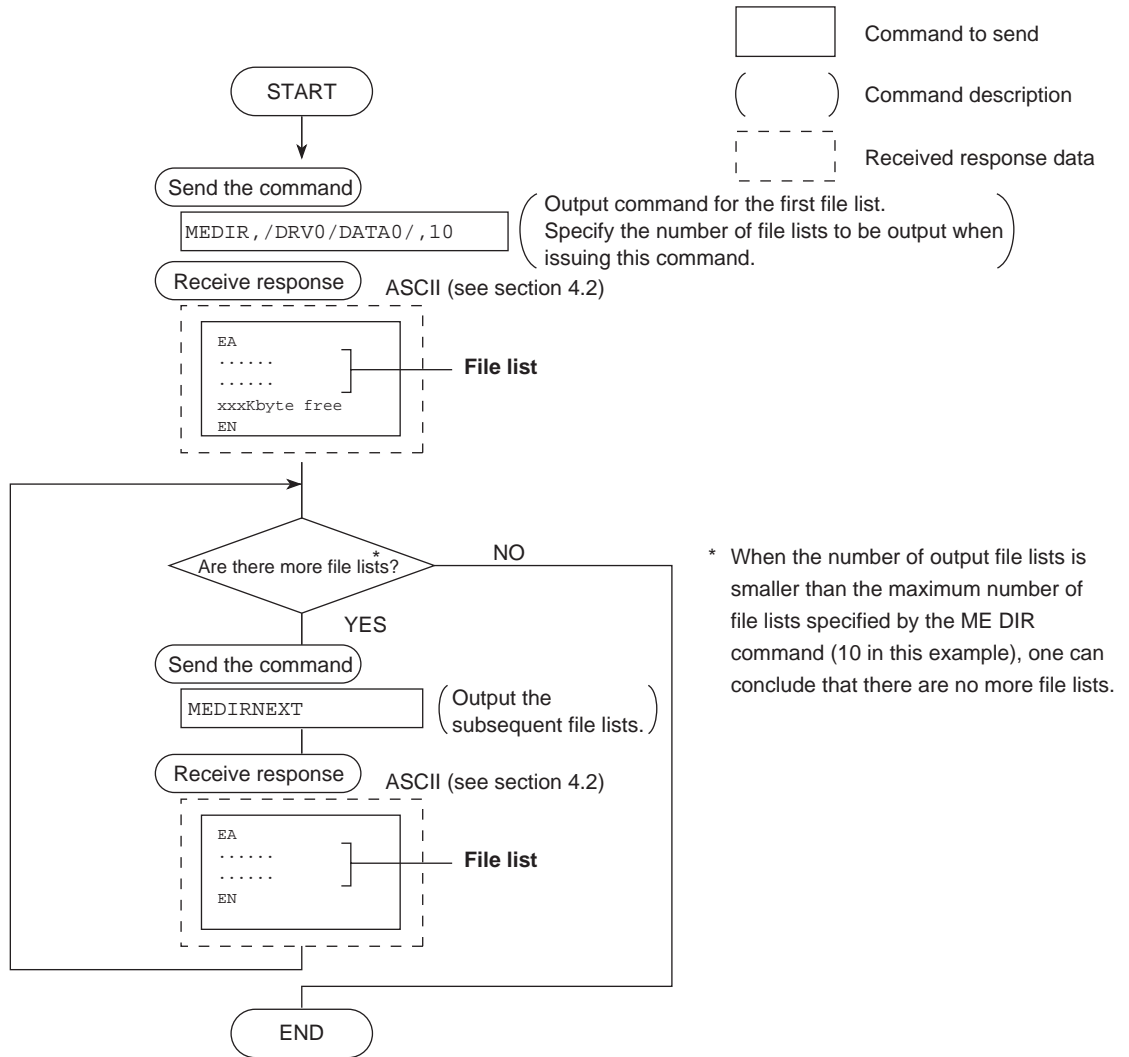 Command to send
Command description
Received response data
START
Send the command
MEDIR,/DRV0/DATA0/,10
Output command for the first file list.
Specify the number of file lists to be output when
issuing this command.
Receive response
ASCII (see section 4.2)
EA
......
......
xxxKbyte free
EN
File list
Are there more file lists?*
NO
YES
* When the number of output file lists is
smaller than the maximum number of
file lists specified by the ME DIR
command (10 in this example), one can
conclude that there are no more file lists.
Send the command
MEDIRNEXT
Output the
subsequent file lists.
Receive response
ASCII (see section 4.2)
EA
......
......
EN
File list
END